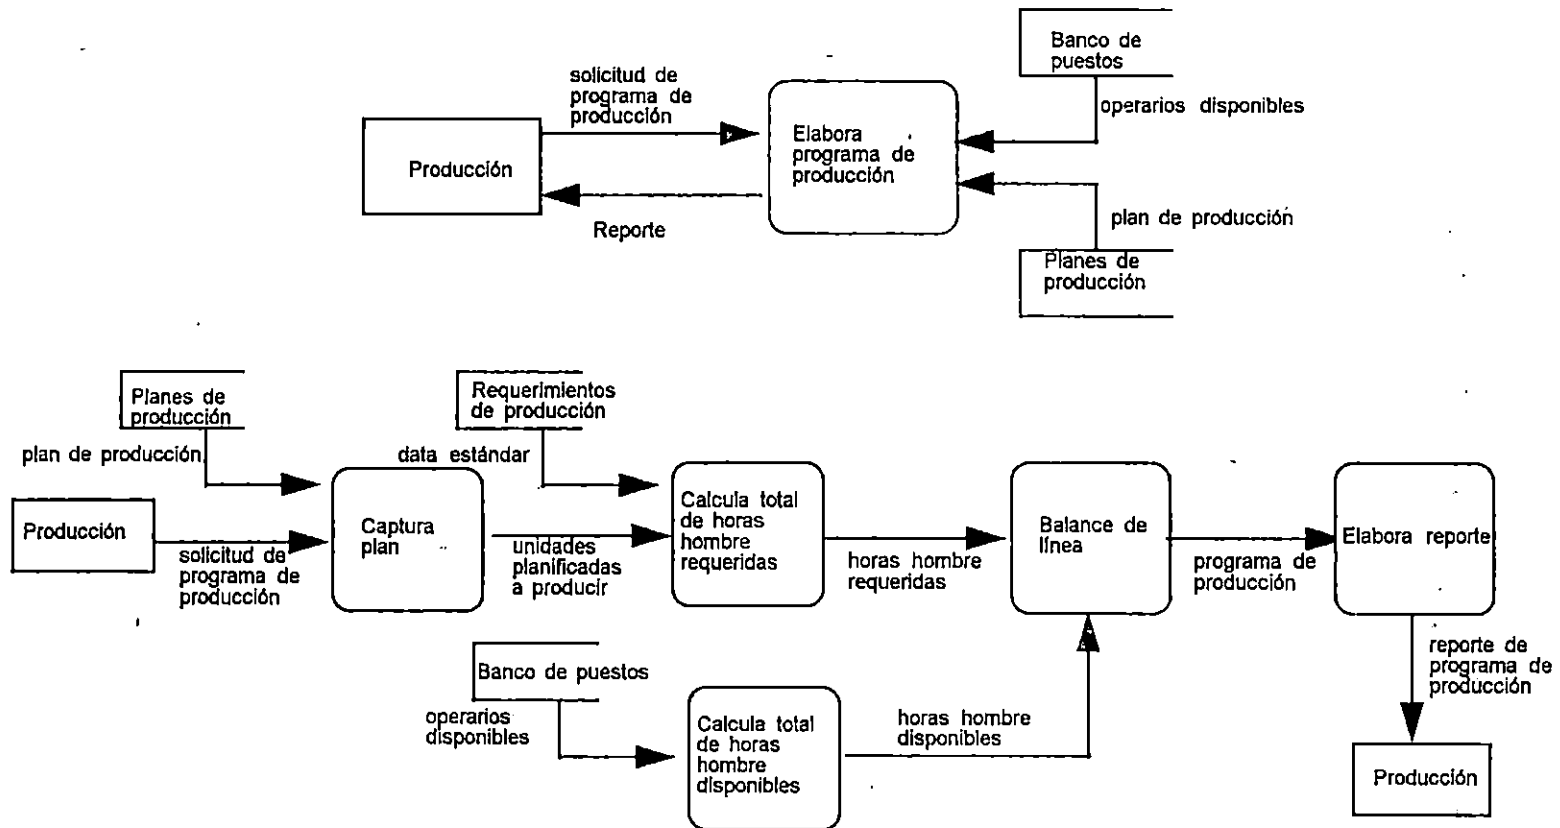 Banco de
puestos
solicitud de
programa de
producción
operarios disponibles
Producción
Elabora
programa de
producción
Reporte
plan de producción
Planes de
producción
Planes de
producción
Requerimientos
de producción
plan de producción
data estándar
Producción
solicitud de
programa de
producción
Captura
plan
unidades
planificadas
a producir
Calcula total
de horas
hombre
requeridas
horas hombre
requeridas
Balance de
línea
programa de
producción
Elabora reporte
Banco de puestos
operarios
disponibles
Calcula total
de horas
hombre
disponibles
horas hombre
disponibles
reporte de
programa de
producción
Producción